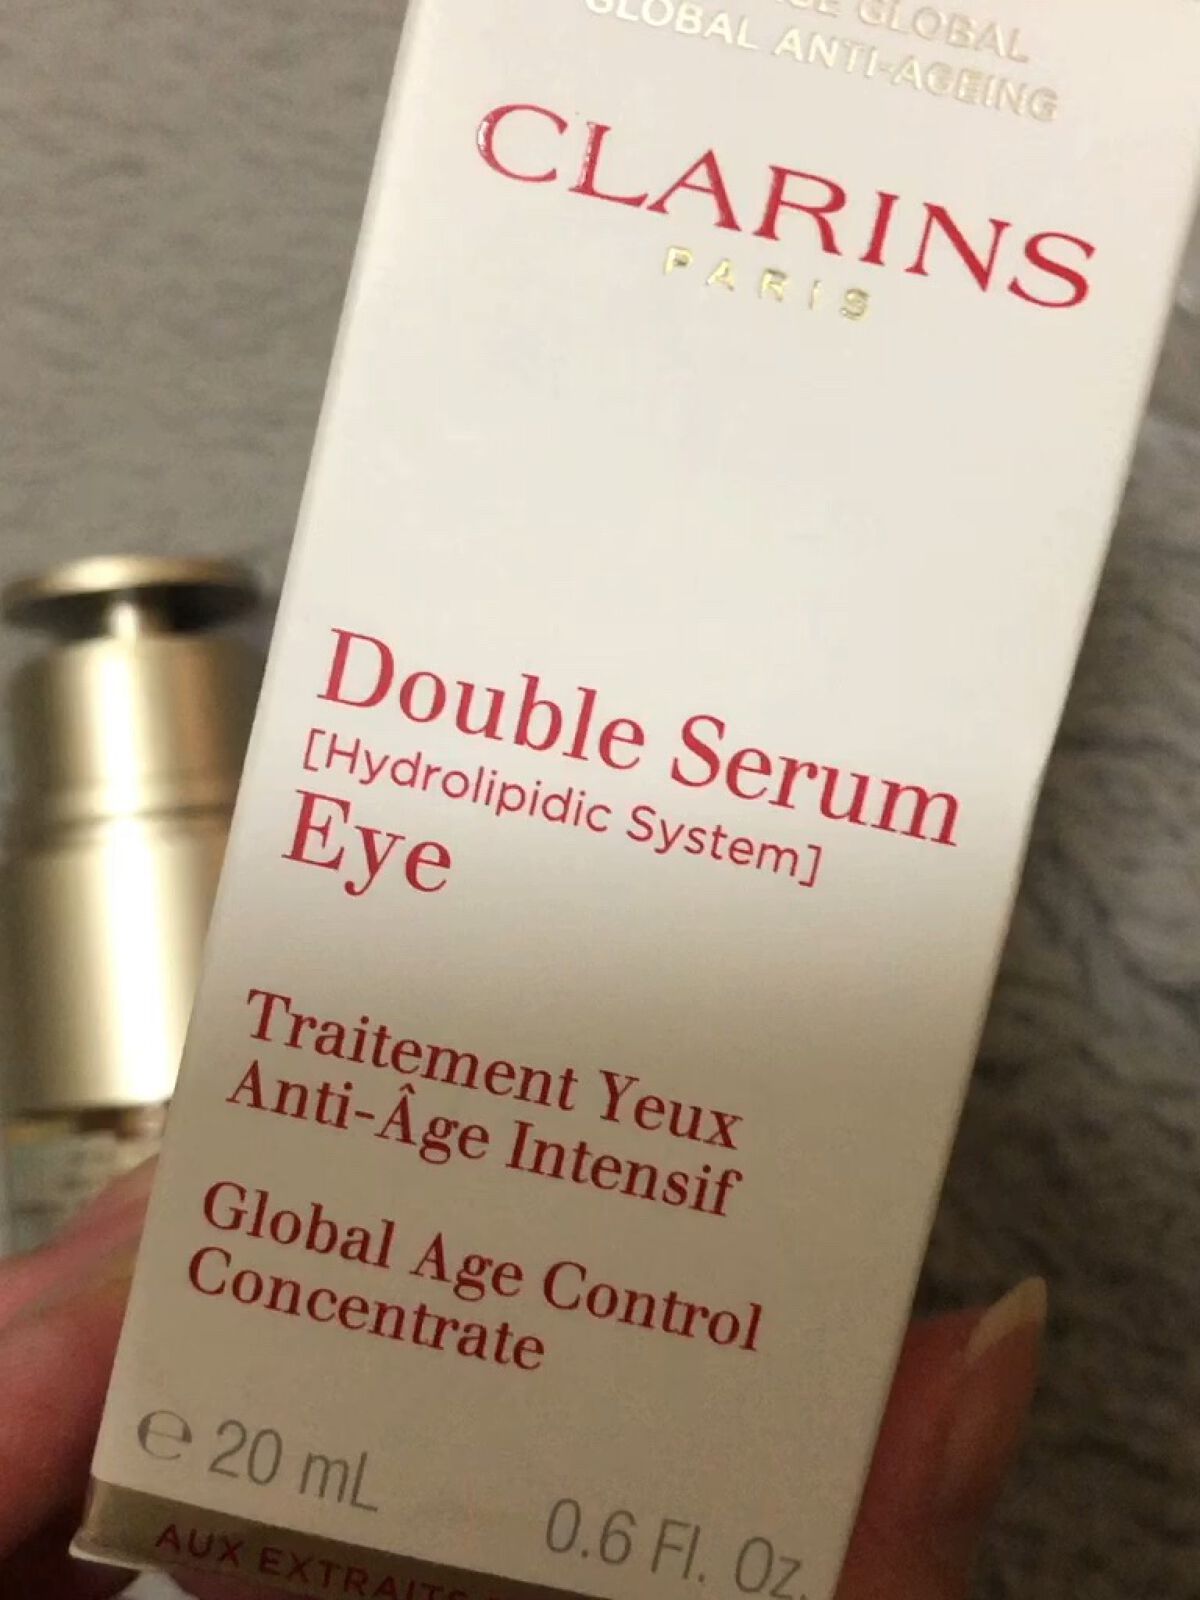 GLOBAL
GLOBAL ANTI-AGEING
CLARINS
PARIS
Double Serum
[Hydrolipidic System]
Eye
Traitement Yeux
Anti-Âge Intensif
Global Age Control
Concentrate
e 20 mL
0.6 Fl. Oz.
AUX EXTRAITS